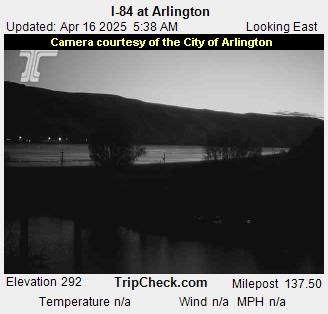 I-84 at Arlington
Updated: Apr 16 2025 5:38 AM Looking East
Camera courtesy of the City of Arlington
Elevation 292 TripCheck.com Milepost 137.50
Temperature n/a Wind n/a MPH n/a